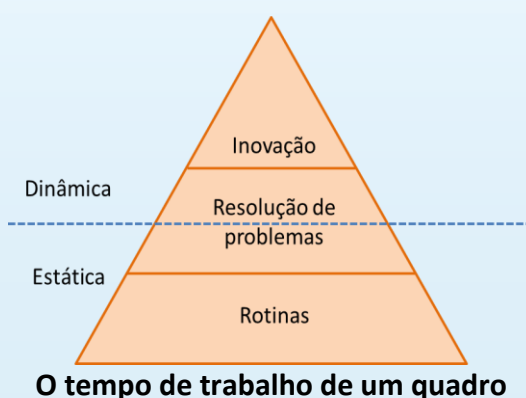 Inovação
Dinâmica
Resolução de
problemas
Estática
Rotinas
O tempo de trabalho de um quadro